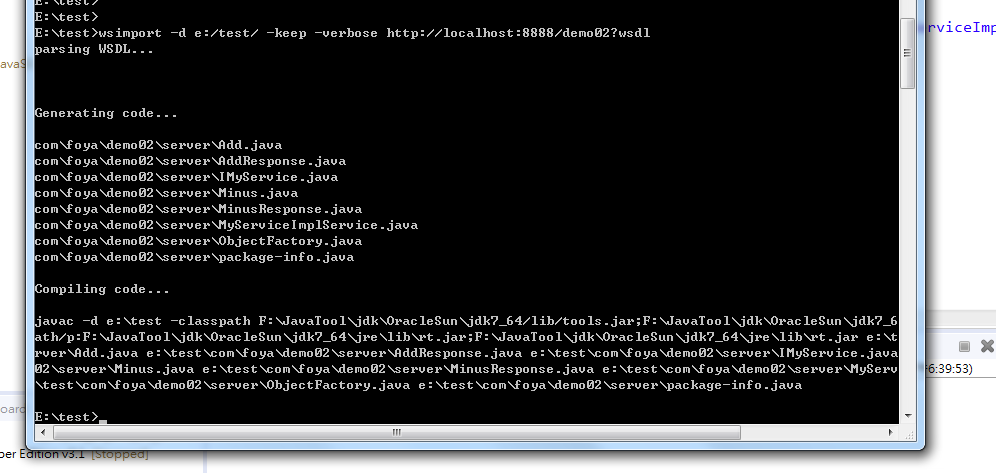 E:\test>
E:\test>
E:\test>wsimport -d e:/test/ -keep -verbose http://localhost:8888/demo02?wsdl
parsing WSDL...
Generating code...
com\foya\demo02\server\Add.java
com\foya\demo02\server\AddResponse.java
com\foya\demo02\server\IMyService.java
com\foya\demo02\server\Minus.java
com\foya\demo02\server\MinusResponse.java
com\foya\demo02\server\MyServiceImplService.java
com\foya\demo02\server\ObjectFactory.java
com\foya\demo02\server\package-info.java
Compiling code...
javac -d e:\test -classpath F:\JavaTool\jdk\OracleSun\jdk7_64/lib/tools.jar;F:\JavaTool\jdk\OracleSun\jdk7_6
ath/p:F:\JavaTool\jdk\OracleSun\jdk7_64\jre\lib\rt.jar;F:\JavaTool\jdk\OracleSun\jdk7_64\jre\lib\rt.jar e:\t
rver\Add.java e:\test\com\foya\demo02\server\AddResponse.java e:\test\com\foya\demo02\server\IMyService.java
02\server\Minus.java e:\test\com\foya\demo02\server\MinusResponse.java e:\test\com\foya\demo02\server\MyServ
\test\com\foya\demo02\server\ObjectFactory.java e:\test\com\foya\demo02\server\package-info.java
E:\test>_
rviceImp
avaS
6:39:53)
oard
per Edition v3.1 [Stopped]